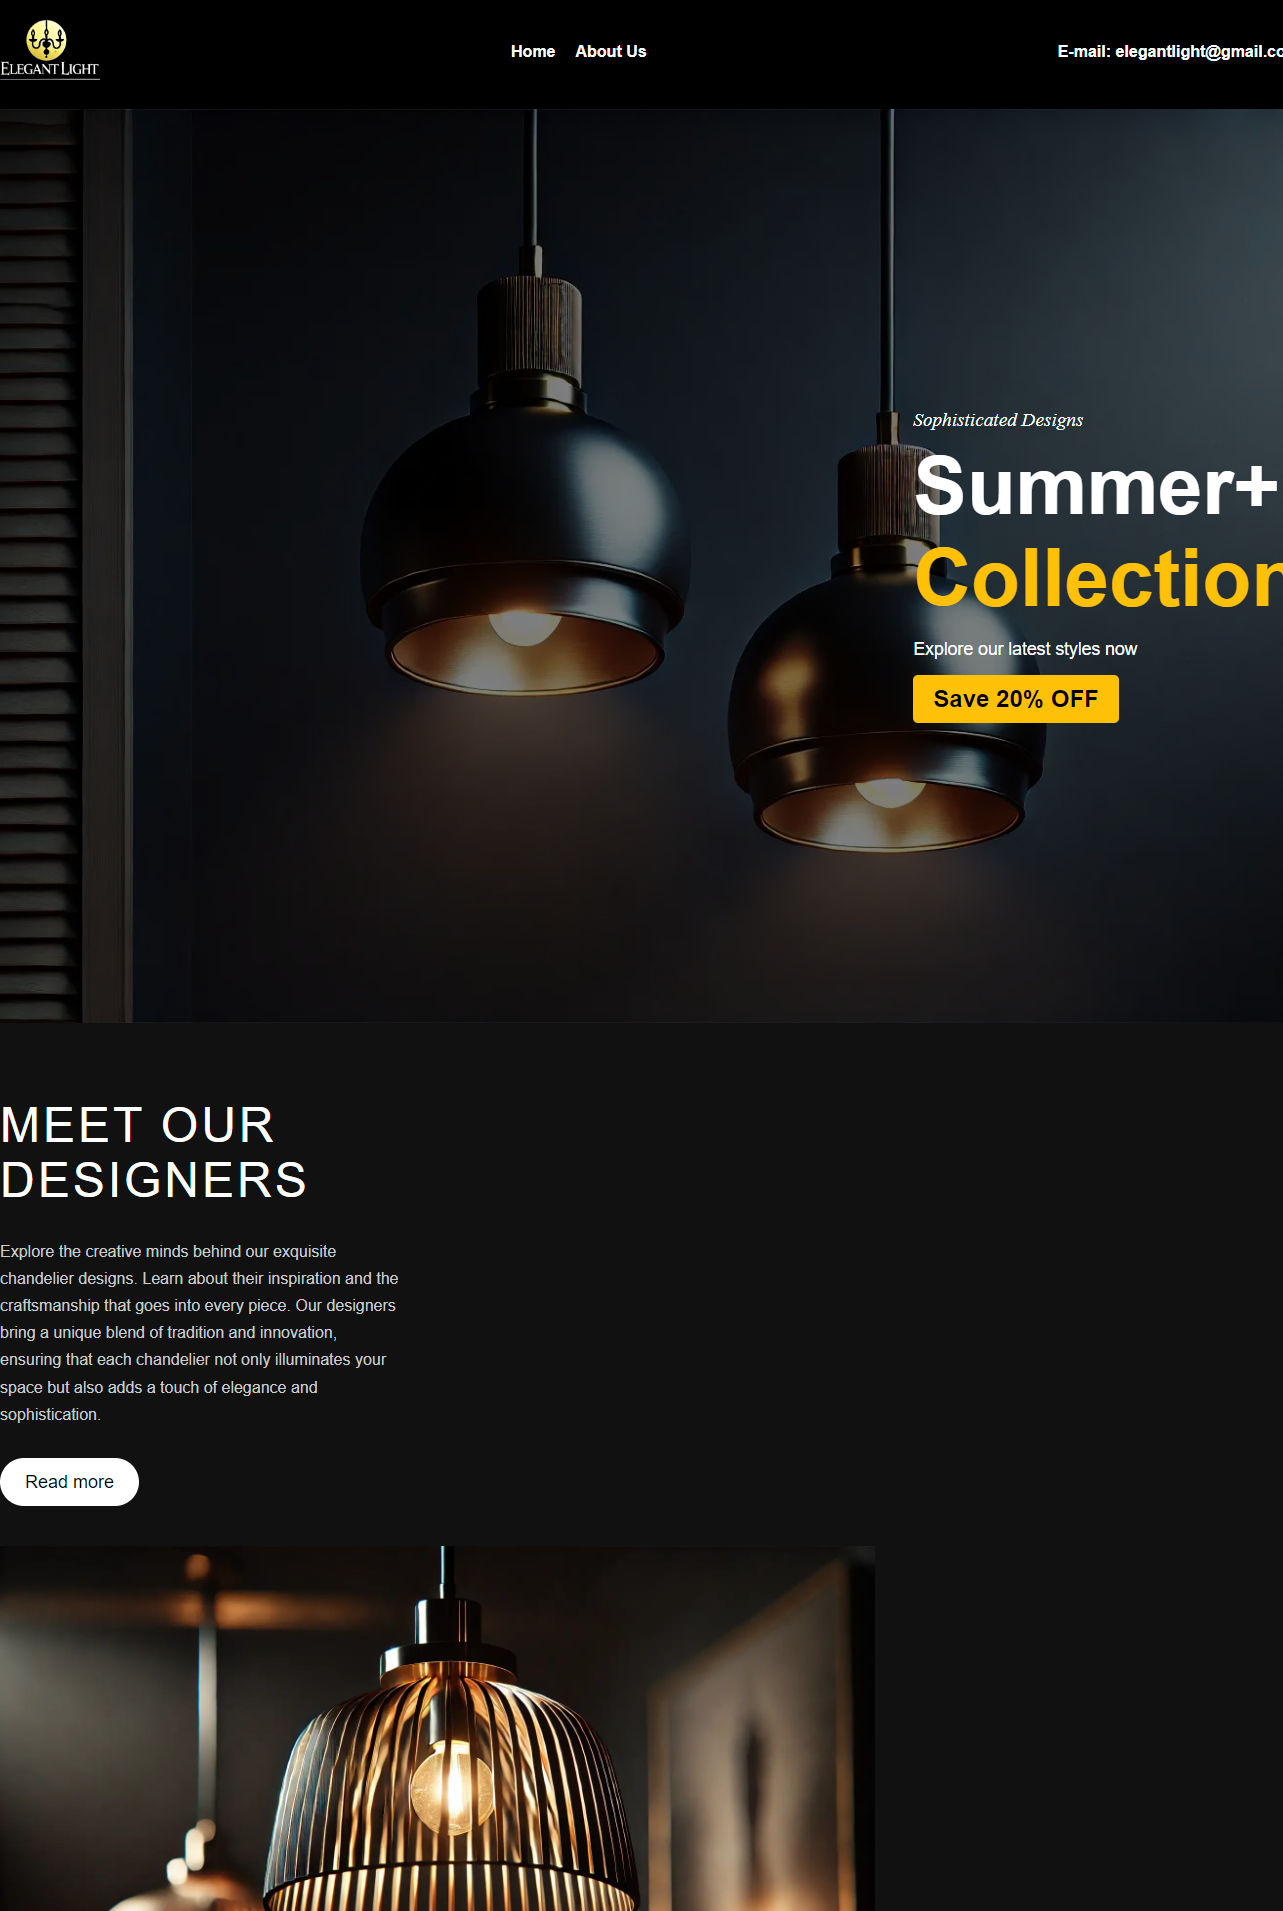 ELEGANT LIGHT
Home About Us
E-mail: elegantlight@gmail.co
Sophisticated Designs
Summer+
Collection
Explore our latest styles now
Save 20% OFF
MEET OUR
DESIGNERS
Explore the creative minds behind our exquisite
chandelier designs. Learn about their inspiration and the
craftsmanship that goes into every piece. Our designers
bring a unique blend of tradition and innovation,
ensuring that each chandelier not only illuminates your
space but also adds a touch of elegance and
sophistication.
Read more